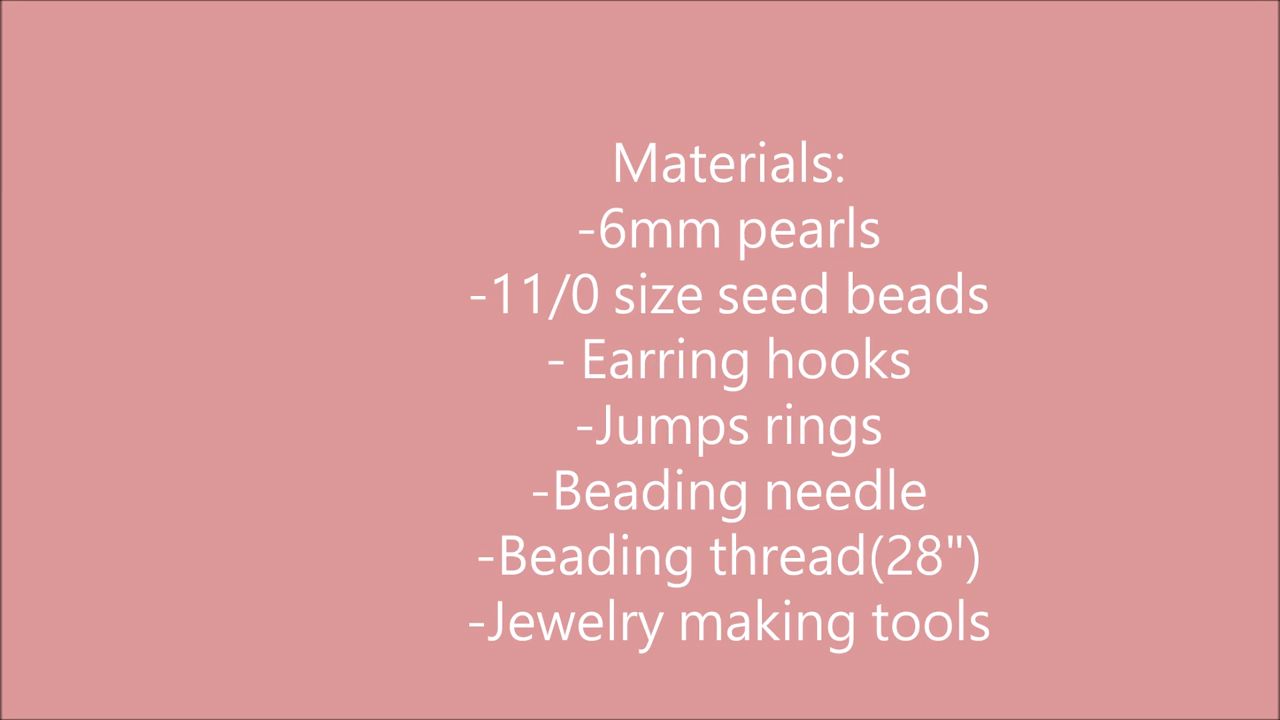 Materials:
-6mm pearls
-11/0 size seed beads
- Earring hooks
-Jumps rings
-Beading needle
-Beading thread(28")
-Jewelry making tools